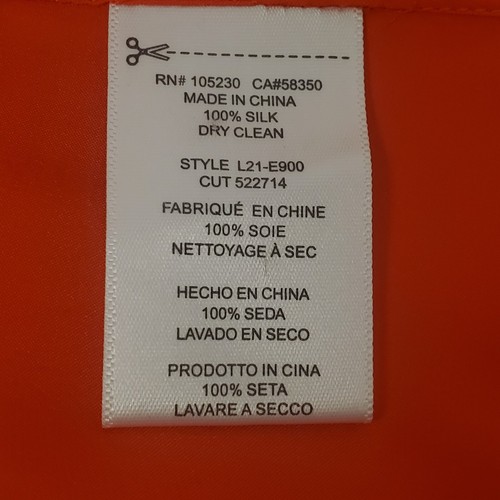 RN# 105230 CA#58350
MADE IN CHINA
100% SILK
DRY CLEAN
STYLE L21-E900
CUT 522714
FABRIQUÉ EN CHINE
100% SOIE
NETTOYAGE À SEC
HECHO EN CHINA
100% SEDA
LAVADO EN SECO
PRODOTTO IN CINA
100% SETA
LAVARE A SECCO